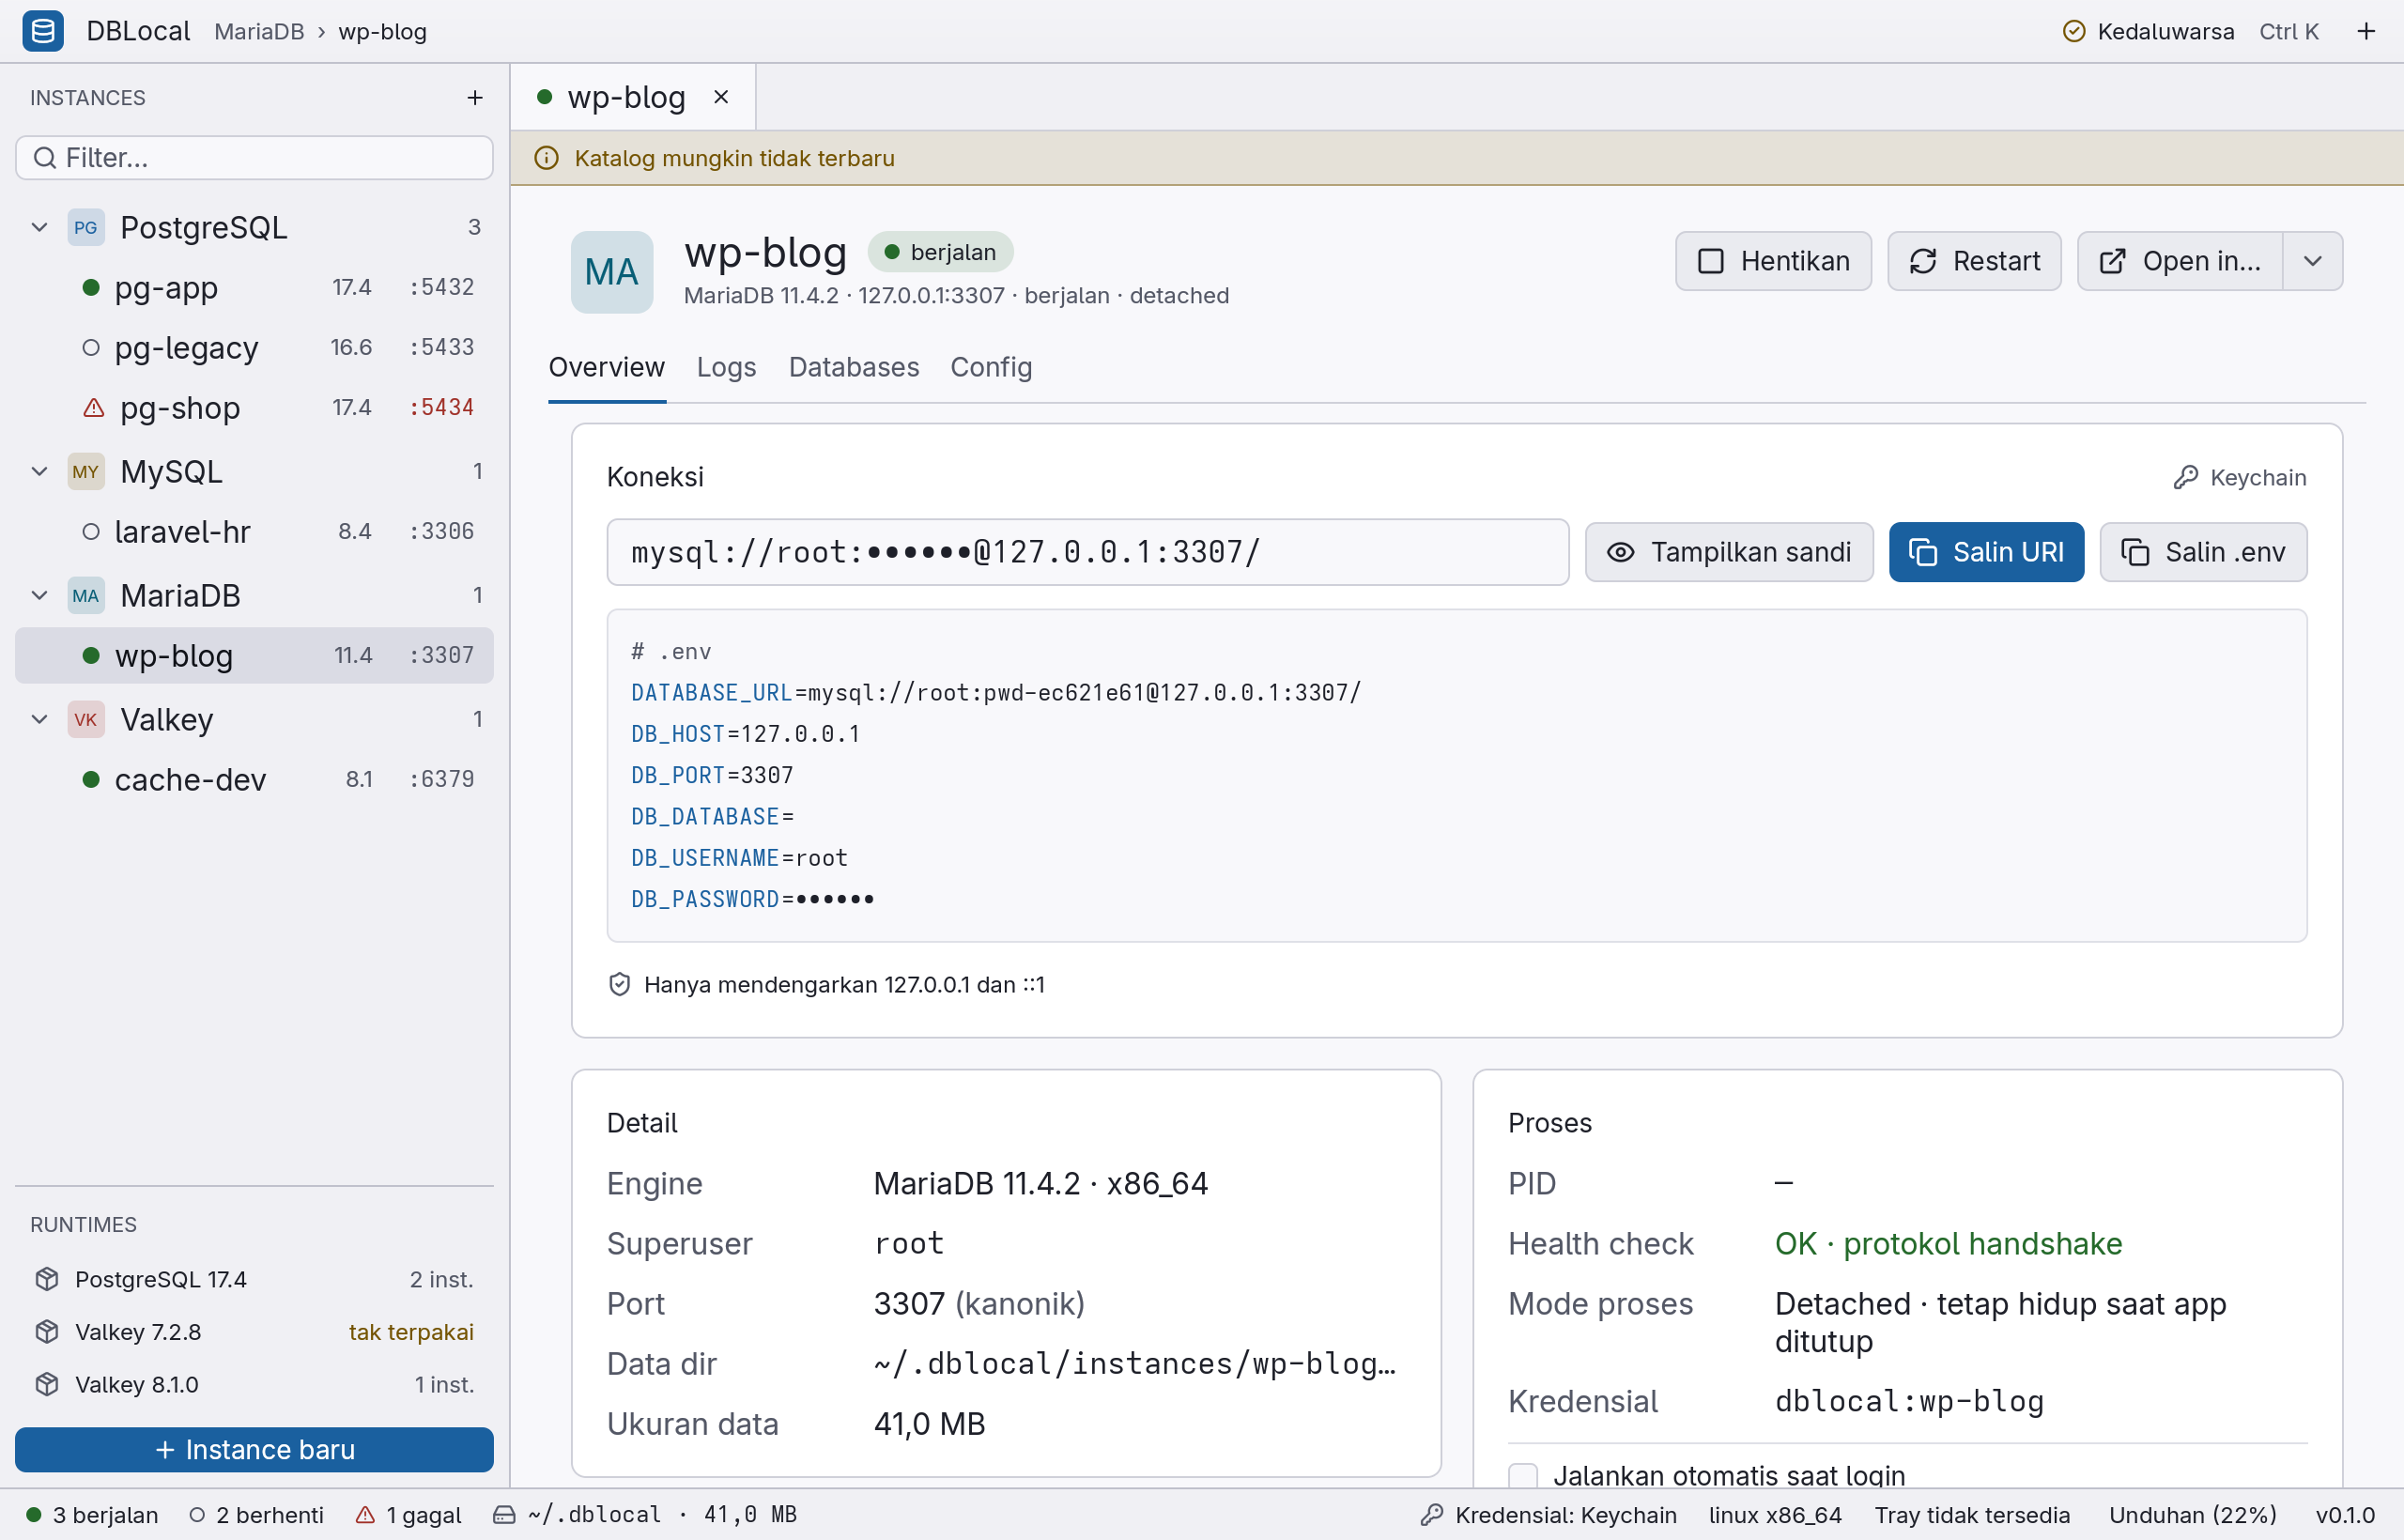 DBLocal MariaDB › wp-blog
Kedaluwarsa Ctrl K +
INSTANCES +
Filter...
PG PostgreSQL 3
pg-app 17.4 :5432
pg-legacy 16.6 :5433
pg-shop 17.4 :5434
MY MySQL 1
laravel-hr 8.4 :3306
MA MariaDB 1
wp-blog 11.4 :3307
VK Valkey 1
cache-dev 8.1 :6379
RUNTIMES
PostgreSQL 17.4 2 inst.
Valkey 7.2.8 tak terpakai
Valkey 8.1.0 1 inst.
+ Instance baru
wp-blog ×
Katalog mungkin tidak terbaru
MA
wp-blog berjalan
MariaDB 11.4.2 · 127.0.0.1:3307 · berjalan · detached
Hentikan Restart Open in...
Overview Logs Databases Config
Koneksi Keychain
mysql://root:••••••@127.0.0.1:3307/
Tampilkan sandi Salin URI Salin .env
# .env
DATABASE_URL=mysql://root:pwd-ec621e61@127.0.0.1:3307/
DB_HOST=127.0.0.1
DB_PORT=3307
DB_DATABASE=
DB_USERNAME=root
DB_PASSWORD=••••••
Hanya mendengarkan 127.0.0.1 dan ::1
Detail
Engine MariaDB 11.4.2 · x86_64
Superuser root
Port 3307 (kanonik)
Data dir ~/.dblocal/instances/wp-blog…
Ukuran data 41,0 MB
Proses
PID —
Health check OK · protokol handshake
Mode proses Detached · tetap hidup saat app
ditutup
Kredensial dblocal:wp-blog
Jalankan otomatis saat login
3 berjalan 2 berhenti 1 gagal ~/.dblocal · 41,0 MB
Kredensial: Keychain linux x86_64 Tray tidak tersedia Unduhan (22%) v0.1.0